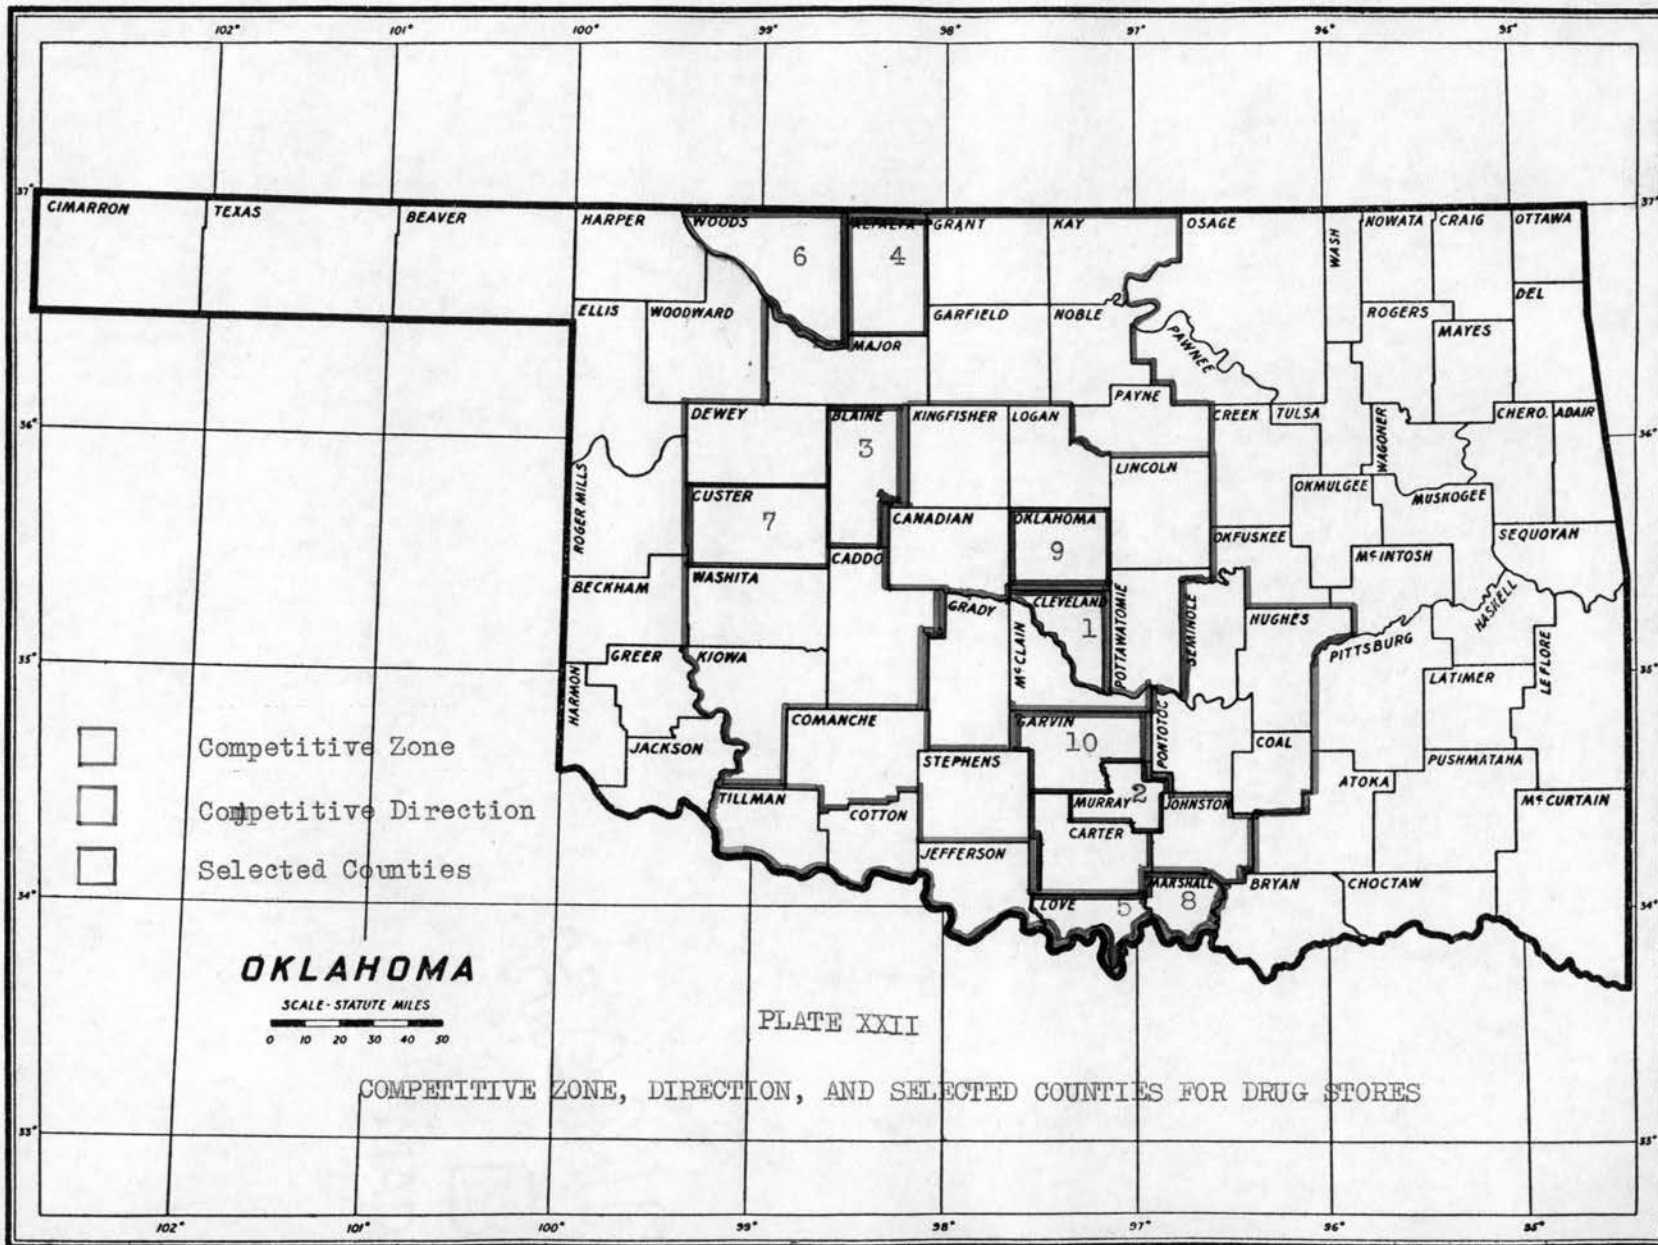 102° 101° 100° 99° 98° 97° 96° 95°
37° 37°
CIMARRON TEXAS BEAVER HARPER WOODS ALFALFA GRANT KAY OSAGE WASH NOWATA CRAIG OTTAWA
6 4
DEL
ELLIS WOODWARD GARFIELD NOBLE ROGERS
MAYES
MAJOR PAWNEE
PAYNE
DEWEY BLAINE KINGFISHER LOGAN CREEK TULSA WAGONER CHERO. ADAIR
36° 36°
3
LINCOLN
ROGER MILLS CUSTER OKMULGEE MUSKOGEE
7 CANADIAN OKLAHOMA
OKFUSKEE SEQUOYAH
9
CADDO McINTOSH
BECKHAM WASHITA
GRADY CLEVELAND POTTAWATOMIE SEMINOLE HUGHES HASKELL
1
McCLAIN PITTSBURG
35° GREER KIOWA 35°
HARMON LATIMER LE FLORE
COMANCHE GARVIN PONTOTOC
10 COAL
Competitive Zone
JACKSON STEPHENS ATOKA PUSHMATAHA
TILLMAN MURRAY 2 JOHNSTON McCURTAIN
Competitive Direction
COTTON CARTER
JEFFERSON
Selected Counties
34° LOVE 5 MARSHALL 8 BRYAN CHOCTAW 34°
OKLAHOMA
SCALE - STATUTE MILES
0 10 20 30 40 50
PLATE XXII
COMPETITIVE ZONE, DIRECTION, AND SELECTED COUNTIES FOR DRUG STORES
33° 33°
102° 101° 100° 99° 98° 97° 96° 95°